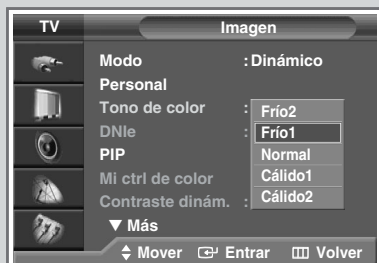 TV Imagen
Modo : Dinámico
Personal
Tono de color : Frío2
DNIe : Frío1
PIP Normal
Mi ctrl de color Cálido1
Contraste dinám. : Cálido2
▼ Más
Mover Entrar Volver